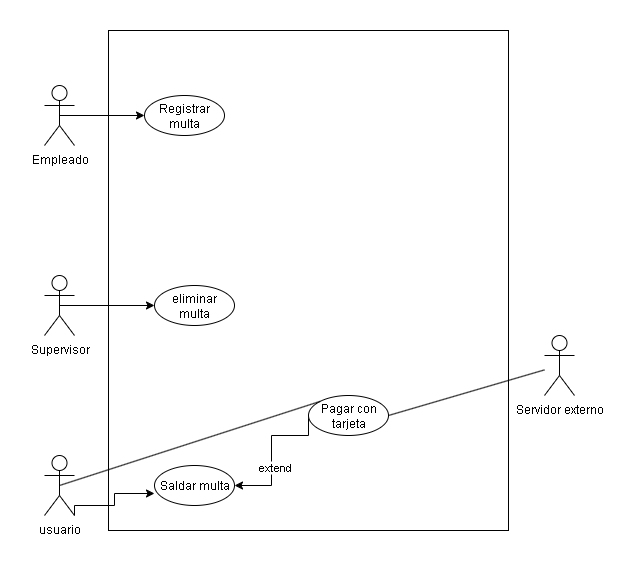 Registrar
multa
Empleado
eliminar
multa
Supervisor
Pagar con
tarjeta
Servidor externo
extend
Saldar multa
usuario